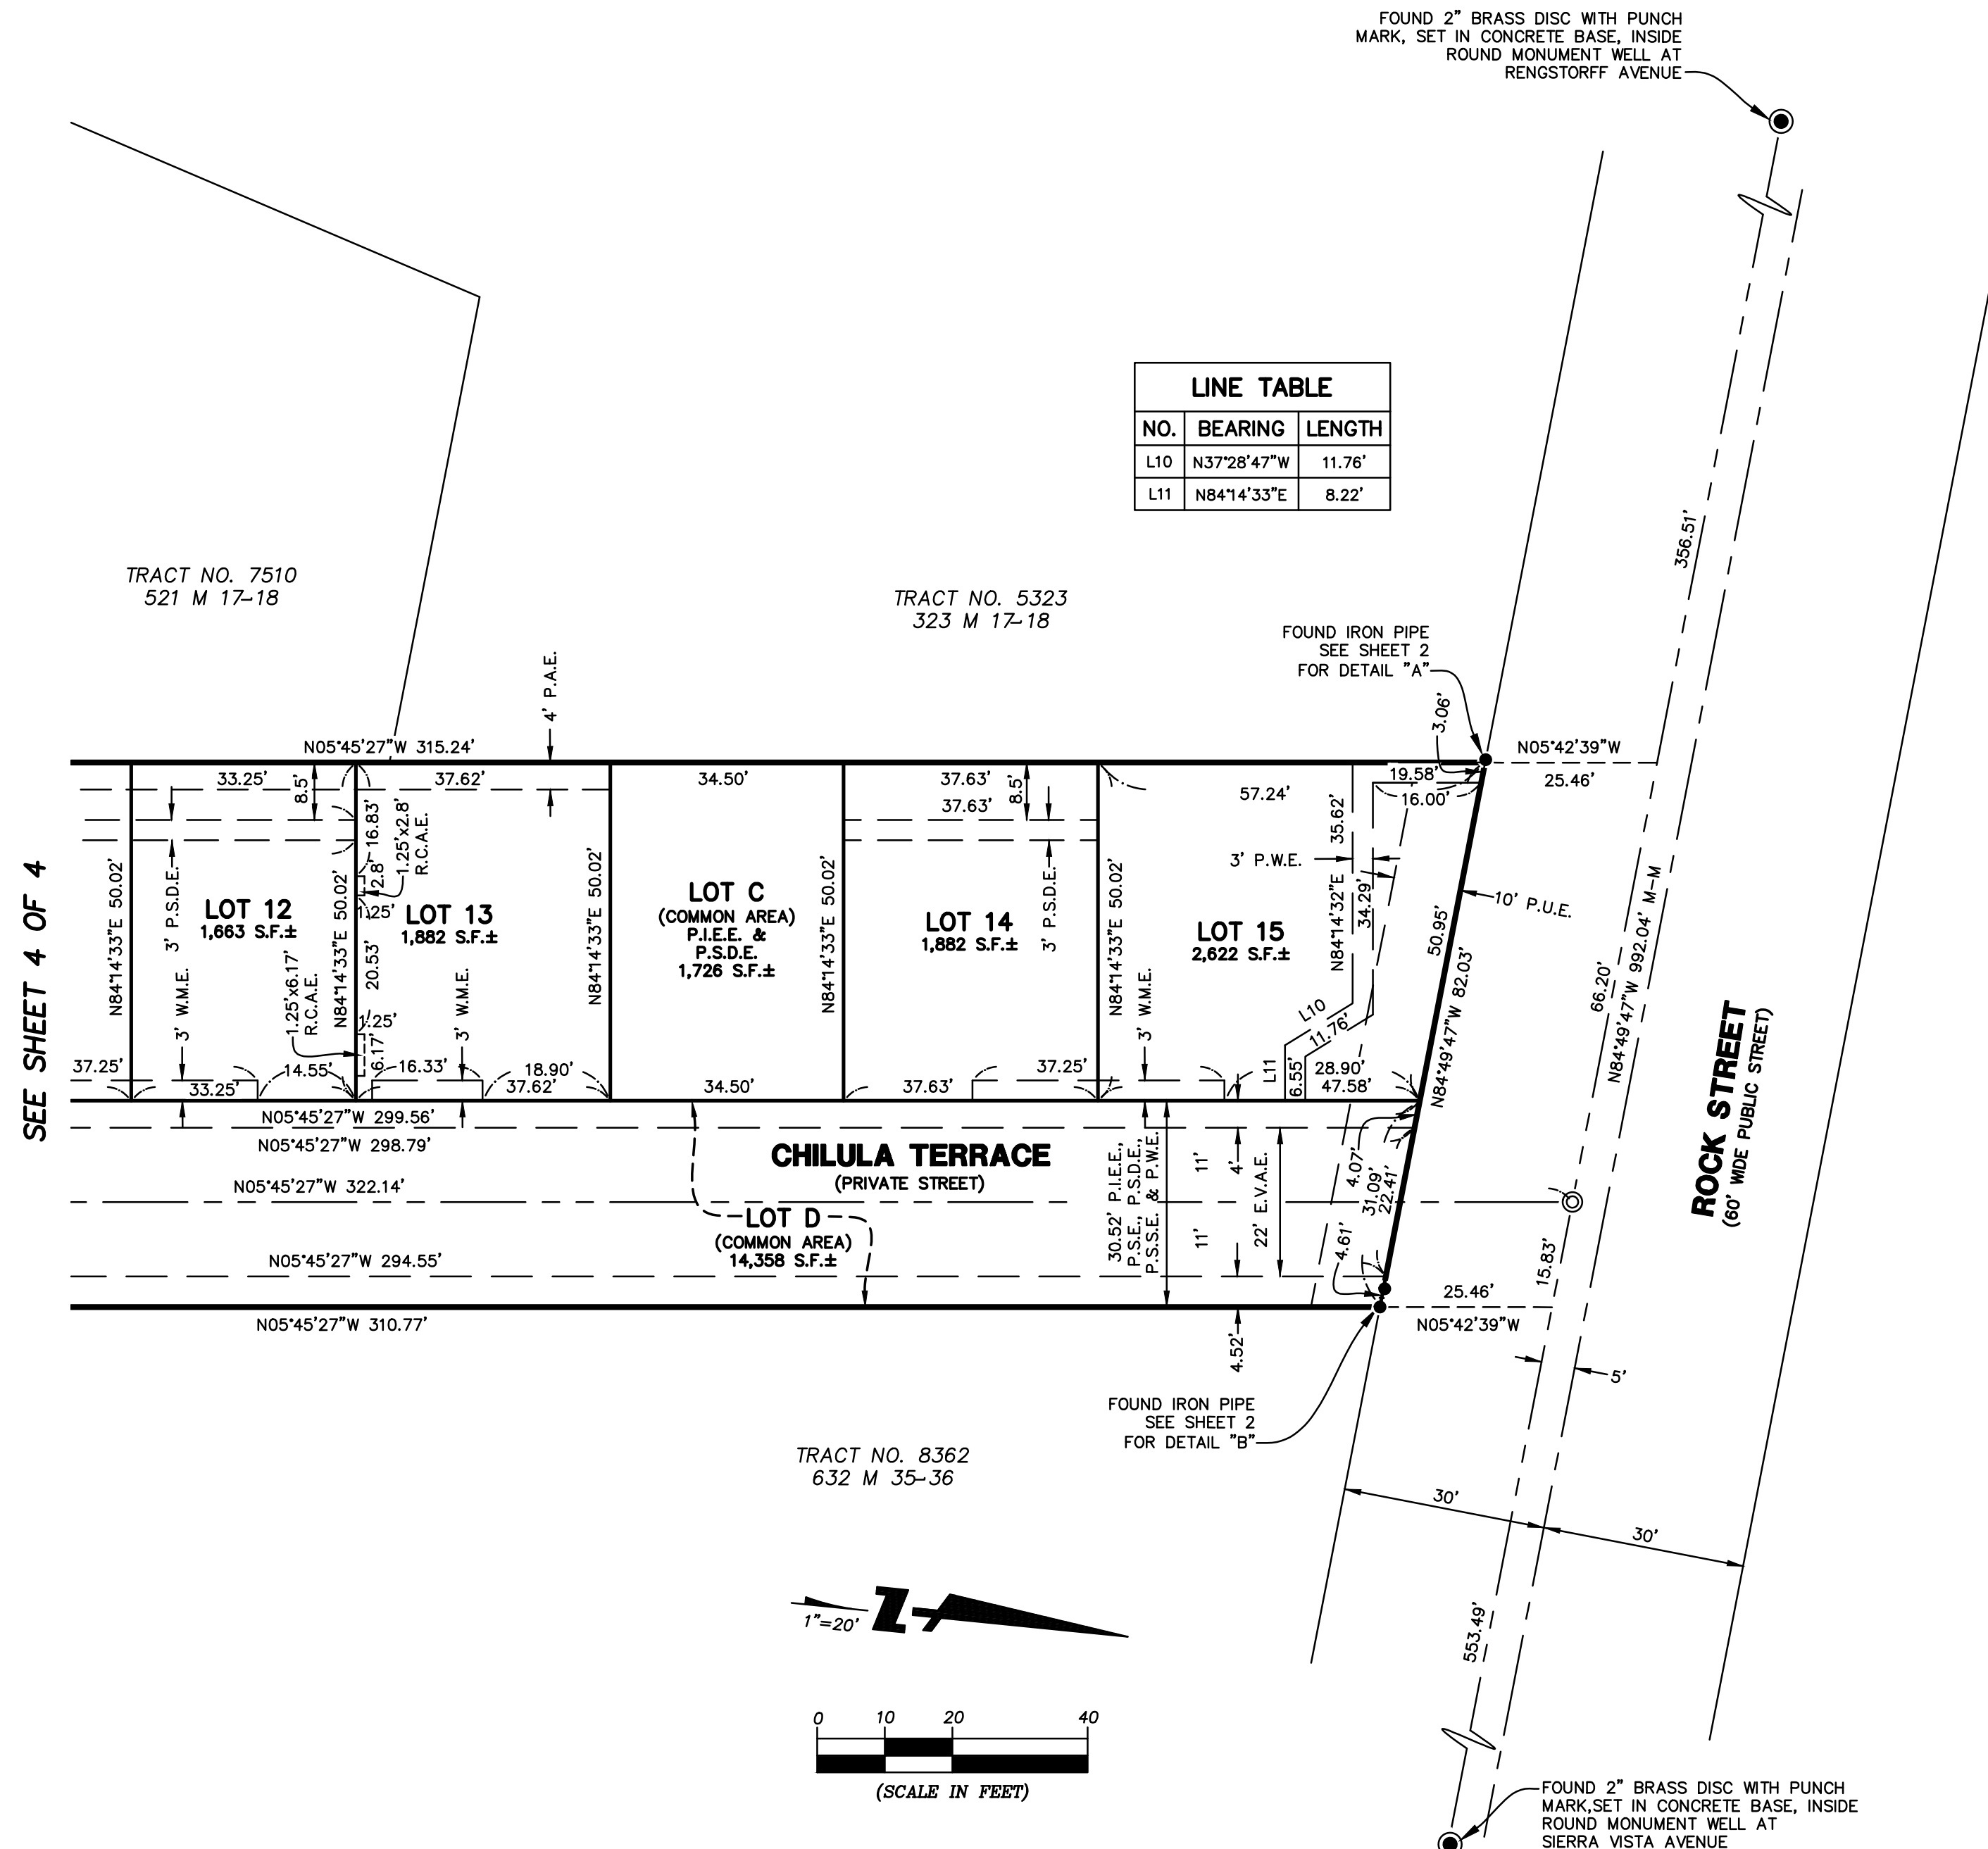 FOUND 2" BRASS DISC WITH PUNCH
MARK, SET IN CONCRETE BASE, INSIDE
ROUND MONUMENT WELL AT
RENGSTORFF AVENUE
LINE TABLE
NO. BEARING LENGTH
L10 N37°28'47"W 11.76'
L11 N84°14'33"E 8.22'
356.51'
TRACT NO. 7510
521 M 17-18
TRACT NO. 5323
323 M 17-18
FOUND IRON PIPE
SEE SHEET 2
FOR DETAIL "A"
4' P.A.E.
3.06'
N05°45'27"W 315.24'
N05°42'39"W
25.46'
33.25'
8.5'
37.62'
34.50'
37.63'
37.63'
8.5'
57.24'
19.58'
16.00'
SEE SHEET 4 OF 4
N84°14'33"E 50.02'
3' P.S.D.E.
LOT 12
1,663 S.F.±
N84°14'33"E 50.02'
16.83'
2.8'
1.25'x2.8'
R.C.A.E.
1.25'
LOT 13
1,882 S.F.±
20.53'
N84°14'33"E 50.02'
LOT C
(COMMON AREA)
P.I.E.E. &
P.S.D.E.
1,726 S.F.±
N84°14'33"E 50.02'
LOT 14
1,882 S.F.±
3' P.S.D.E.
N84°14'33"E 50.02'
LOT 15
2,622 S.F.±
3' P.W.E.
N84°14'32"E 35.62'
34.29'
10' P.U.E.
50.95'
N84°49'47"W 82.03'
66.20'
N84°49'47"W 992.04' M-M
ROCK STREET
(60' WIDE PUBLIC STREET)
3' W.M.E.
1.25'x6.17'
R.C.A.E.
1.25'
6.17'
3' W.M.E.
3' W.M.E.
L10
11.76'
L11
6.55'
37.25'
33.25'
14.55'
16.33'
18.90'
37.62'
34.50'
37.63'
37.25'
28.90'
47.58'
N05°45'27"W 299.56'
N05°45'27"W 298.79'
CHILULA TERRACE
(PRIVATE STREET)
N05°45'27"W 322.14'
LOT D
(COMMON AREA)
14,358 S.F.±
30.52' P.I.E.E.,
P.S.E., P.S.D.E.,
P.S.S.E. & P.W.E.
11'
11'
4'
22' E.V.A.E.
4.07'
31.09'
22.41'
4.61'
15.83'
N05°45'27"W 294.55'
N05°45'27"W 310.77'
25.46'
N05°42'39"W
4.52'
5'
FOUND IRON PIPE
SEE SHEET 2
FOR DETAIL "B"
TRACT NO. 8362
632 M 35-36
30'
30'
1"=20'
Z
553.49'
0 10 20 40
(SCALE IN FEET)
FOUND 2" BRASS DISC WITH PUNCH
MARK,SET IN CONCRETE BASE, INSIDE
ROUND MONUMENT WELL AT
SIERRA VISTA AVENUE